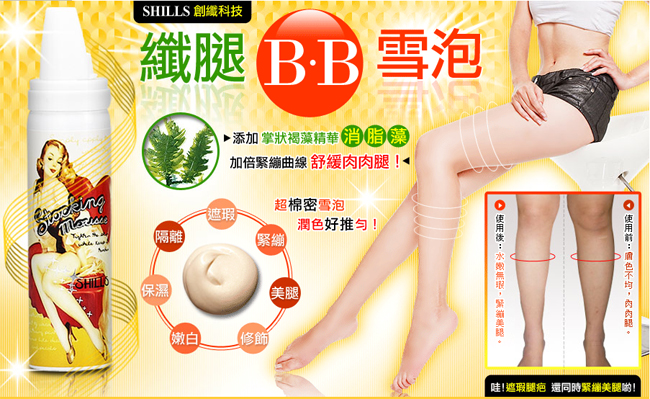 SHILLS 創纖科技
纖腿 B·B 雪泡
▶添加 掌狀褐藻精華 消脂藻
加倍緊繃曲線 舒緩肉肉腿！◀
超棉密雪泡
潤色好推勻！
遮瑕
緊繃
美腿
修飾
嫩白
保濕
隔離
Stocking
Mousse
SHILLS
使用後：水嫩無瑕，緊繃美腿。
使用前：膚色不均，肉肉腿。
哇!遮瑕腿疤 還同時緊繃美腿喲!